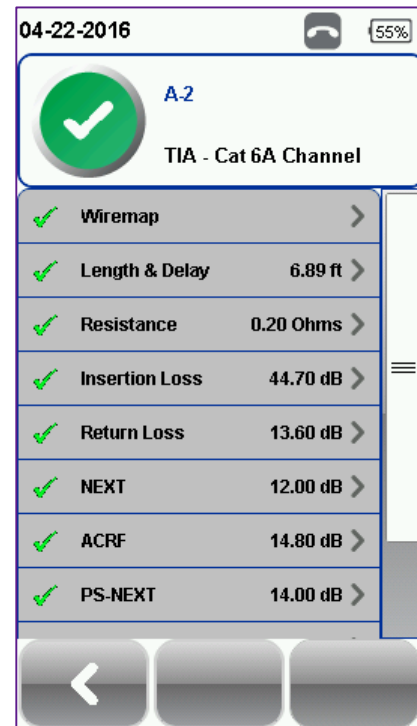 04-22-2016 55%
A-2
TIA - Cat 6A Channel
Wiremap
Length & Delay 6.89 ft
Resistance 0.20 Ohms
Insertion Loss 44.70 dB
Return Loss 13.60 dB
NEXT 12.00 dB
ACRF 14.80 dB
PS-NEXT 14.00 dB